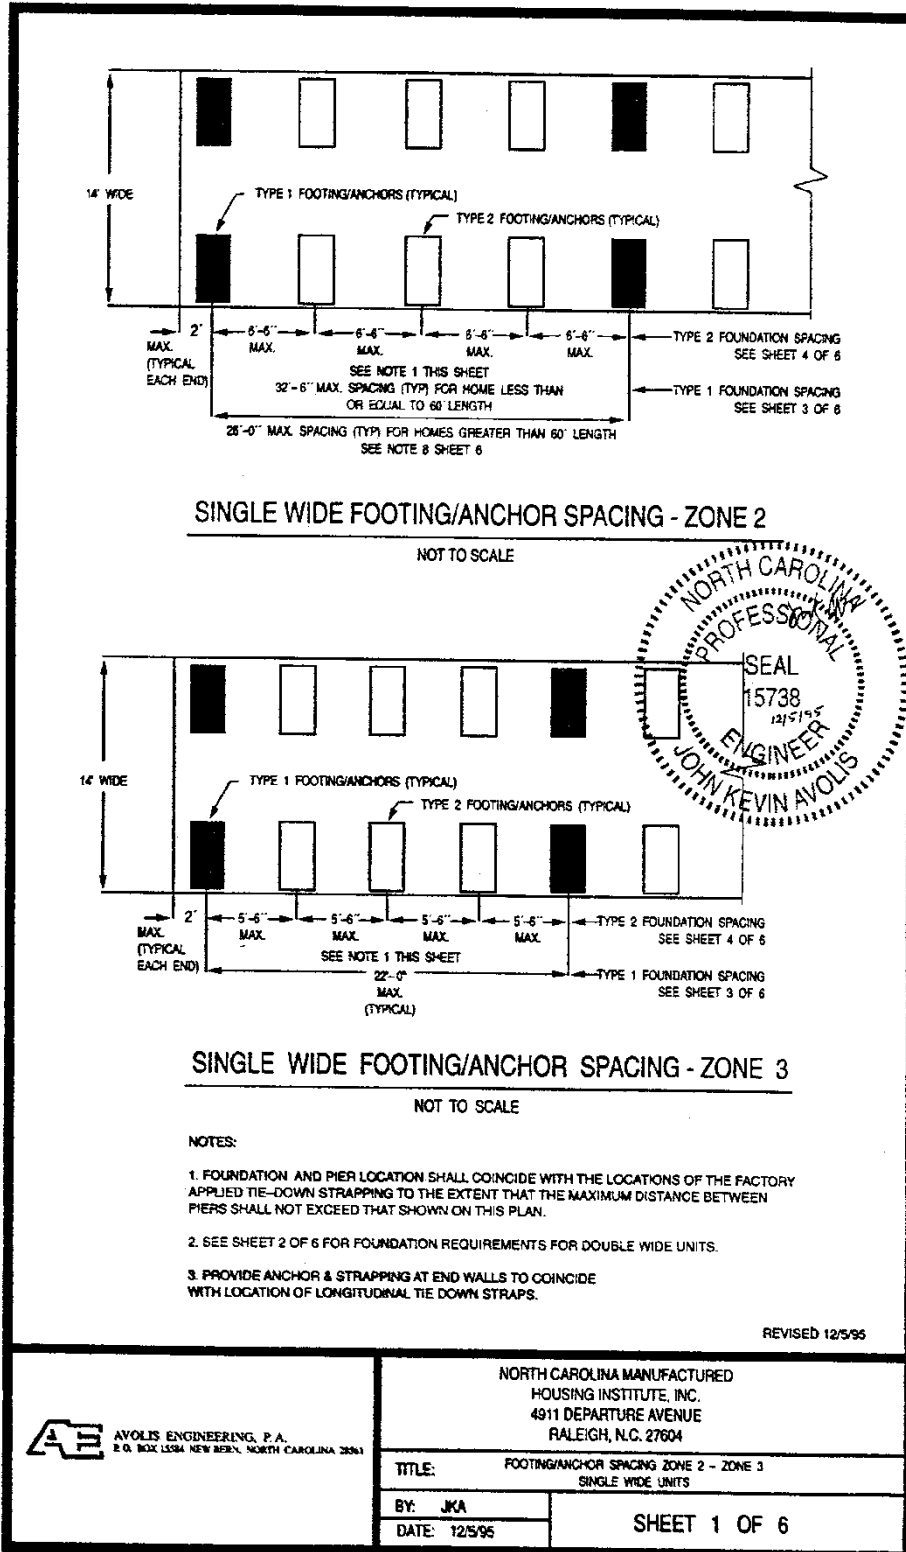 14' WIDE
TYPE 1 FOOTING/ANCHORS (TYPICAL)
TYPE 2 FOOTING/ANCHORS (TYPICAL)
2'
MAX.
(TYPICAL
EACH END)
6'-6"
MAX.
6'-6"
MAX.
6'-6"
MAX.
6'-6"
MAX.
TYPE 2 FOUNDATION SPACING
SEE SHEET 4 OF 6
SEE NOTE 1 THIS SHEET
32'-6" MAX. SPACING (TYP) FOR HOME LESS THAN
OR EQUAL TO 60' LENGTH
TYPE 1 FOUNDATION SPACING
SEE SHEET 3 OF 6
26'-0" MAX. SPACING (TYP) FOR HOMES GREATER THAN 60' LENGTH
SEE NOTE 8 SHEET 6
SINGLE WIDE FOOTING/ANCHOR SPACING - ZONE 2
NOT TO SCALE
NORTH CAROLINA
PROFESSIONAL
SEAL
15738
12/5/95
ENGINEER
JOHN KEVIN AVOLIS
14' WIDE
TYPE 1 FOOTING/ANCHORS (TYPICAL)
TYPE 2 FOOTING/ANCHORS (TYPICAL)
2'
MAX.
(TYPICAL
EACH END)
5'-6"
MAX.
5'-6"
MAX.
5'-6"
MAX.
5'-6"
MAX.
TYPE 2 FOUNDATION SPACING
SEE SHEET 4 OF 6
SEE NOTE 1 THIS SHEET
22'-0"
MAX.
(TYPICAL)
TYPE 1 FOUNDATION SPACING
SEE SHEET 3 OF 6
SINGLE WIDE FOOTING/ANCHOR SPACING - ZONE 3
NOT TO SCALE
NOTES:
1. FOUNDATION AND PIER LOCATION SHALL COINCIDE WITH THE LOCATIONS OF THE FACTORY
APPLIED TIE-DOWN STRAPPING TO THE EXTENT THAT THE MAXIMUM DISTANCE BETWEEN
PIERS SHALL NOT EXCEED THAT SHOWN ON THIS PLAN.
2. SEE SHEET 2 OF 6 FOR FOUNDATION REQUIREMENTS FOR DOUBLE WIDE UNITS.
3. PROVIDE ANCHOR & STRAPPING AT END WALLS TO COINCIDE
WITH LOCATION OF LONGITUDINAL TIE DOWN STRAPS.
REVISED 12/5/95
AE
AVOLIS ENGINEERING, P.A.
P.O. BOX 15584 NEW BERN, NORTH CAROLINA 28561
NORTH CAROLINA MANUFACTURED
HOUSING INSTITUTE, INC.
4911 DEPARTURE AVENUE
RALEIGH, N.C. 27604
TITLE: FOOTING/ANCHOR SPACING ZONE 2 - ZONE 3
SINGLE WIDE UNITS
BY: JKA
DATE: 12/5/95
SHEET 1 OF 6